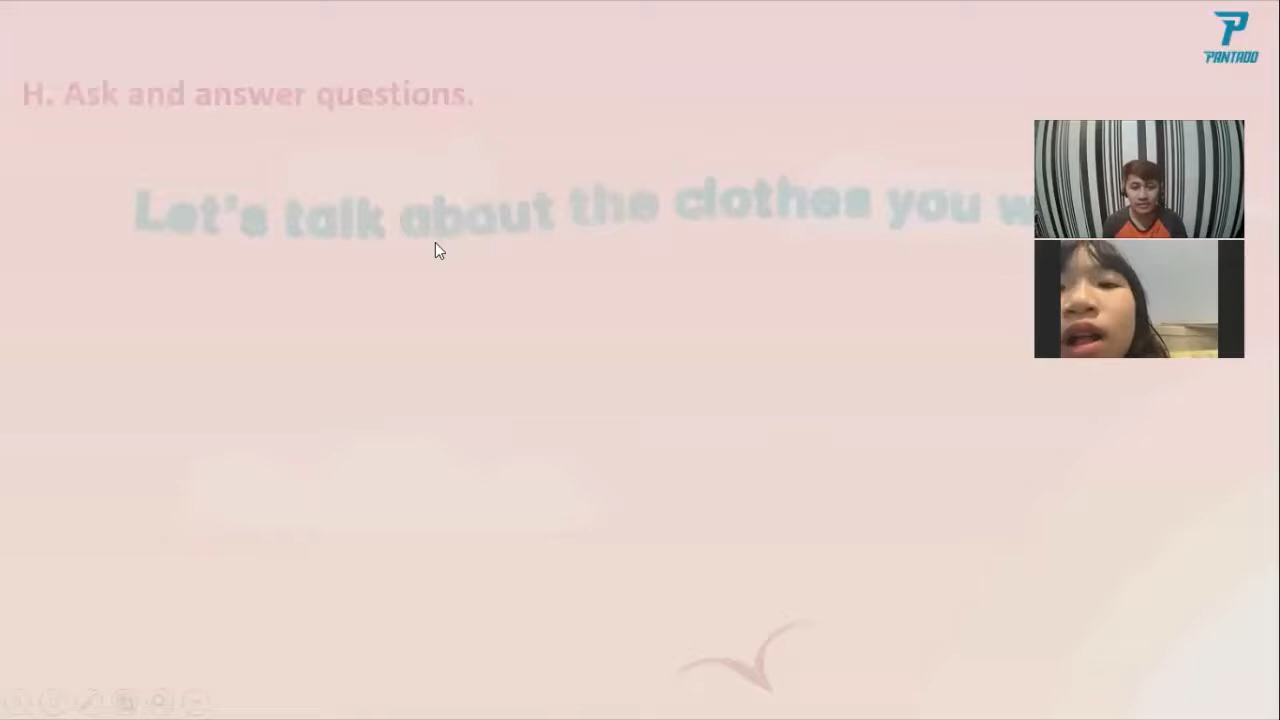 PANTADO
H. Ask and answer questions.
Let's talk about the clothes you w